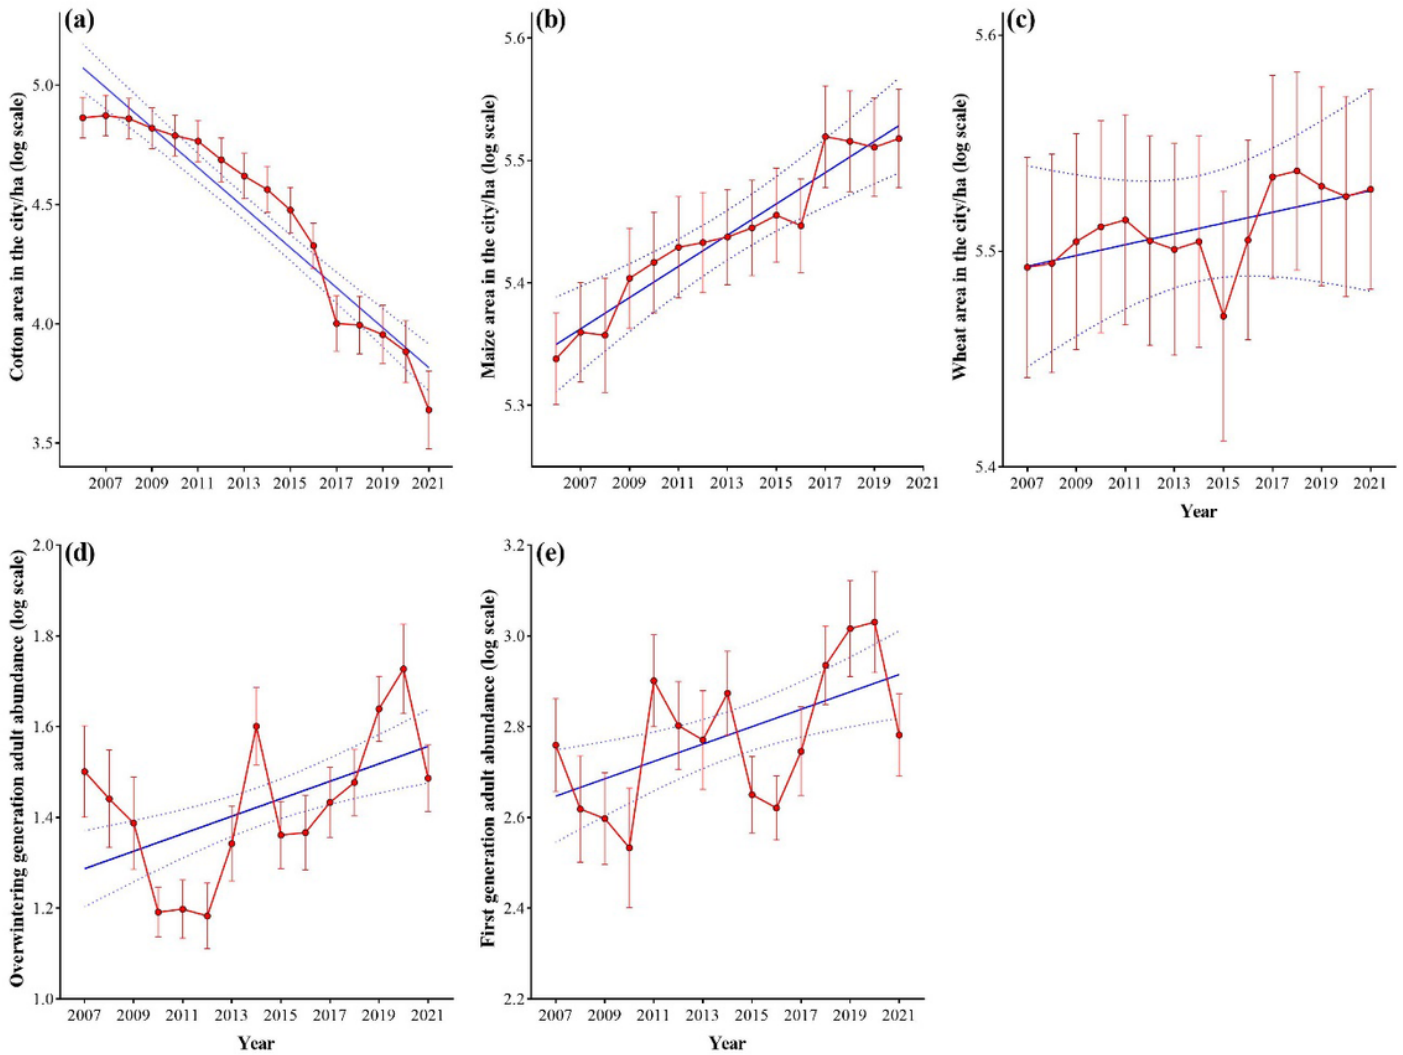 (a)
Cotton area in the city/ha (log scale)
5.0
4.5
4.0
3.5
2007 2009 2011 2013 2015 2017 2019 2021
(b)
Maize area in the city/ha (log scale)
5.6
5.5
5.4
5.3
2007 2009 2011 2013 2015 2017 2019 2021
(c)
Wheat area in the city/ha (log scale)
5.6
5.5
5.4
2007 2009 2011 2013 2015 2017 2019 2021
Year
(d)
Overwintering generation adult abundance (log scale)
2.0
1.8
1.6
1.4
1.2
1.0
2007 2009 2011 2013 2015 2017 2019 2021
Year
(e)
First generation adult abundance (log scale)
3.2
3.0
2.8
2.6
2.4
2.2
2007 2009 2011 2013 2015 2017 2019 2021
Year